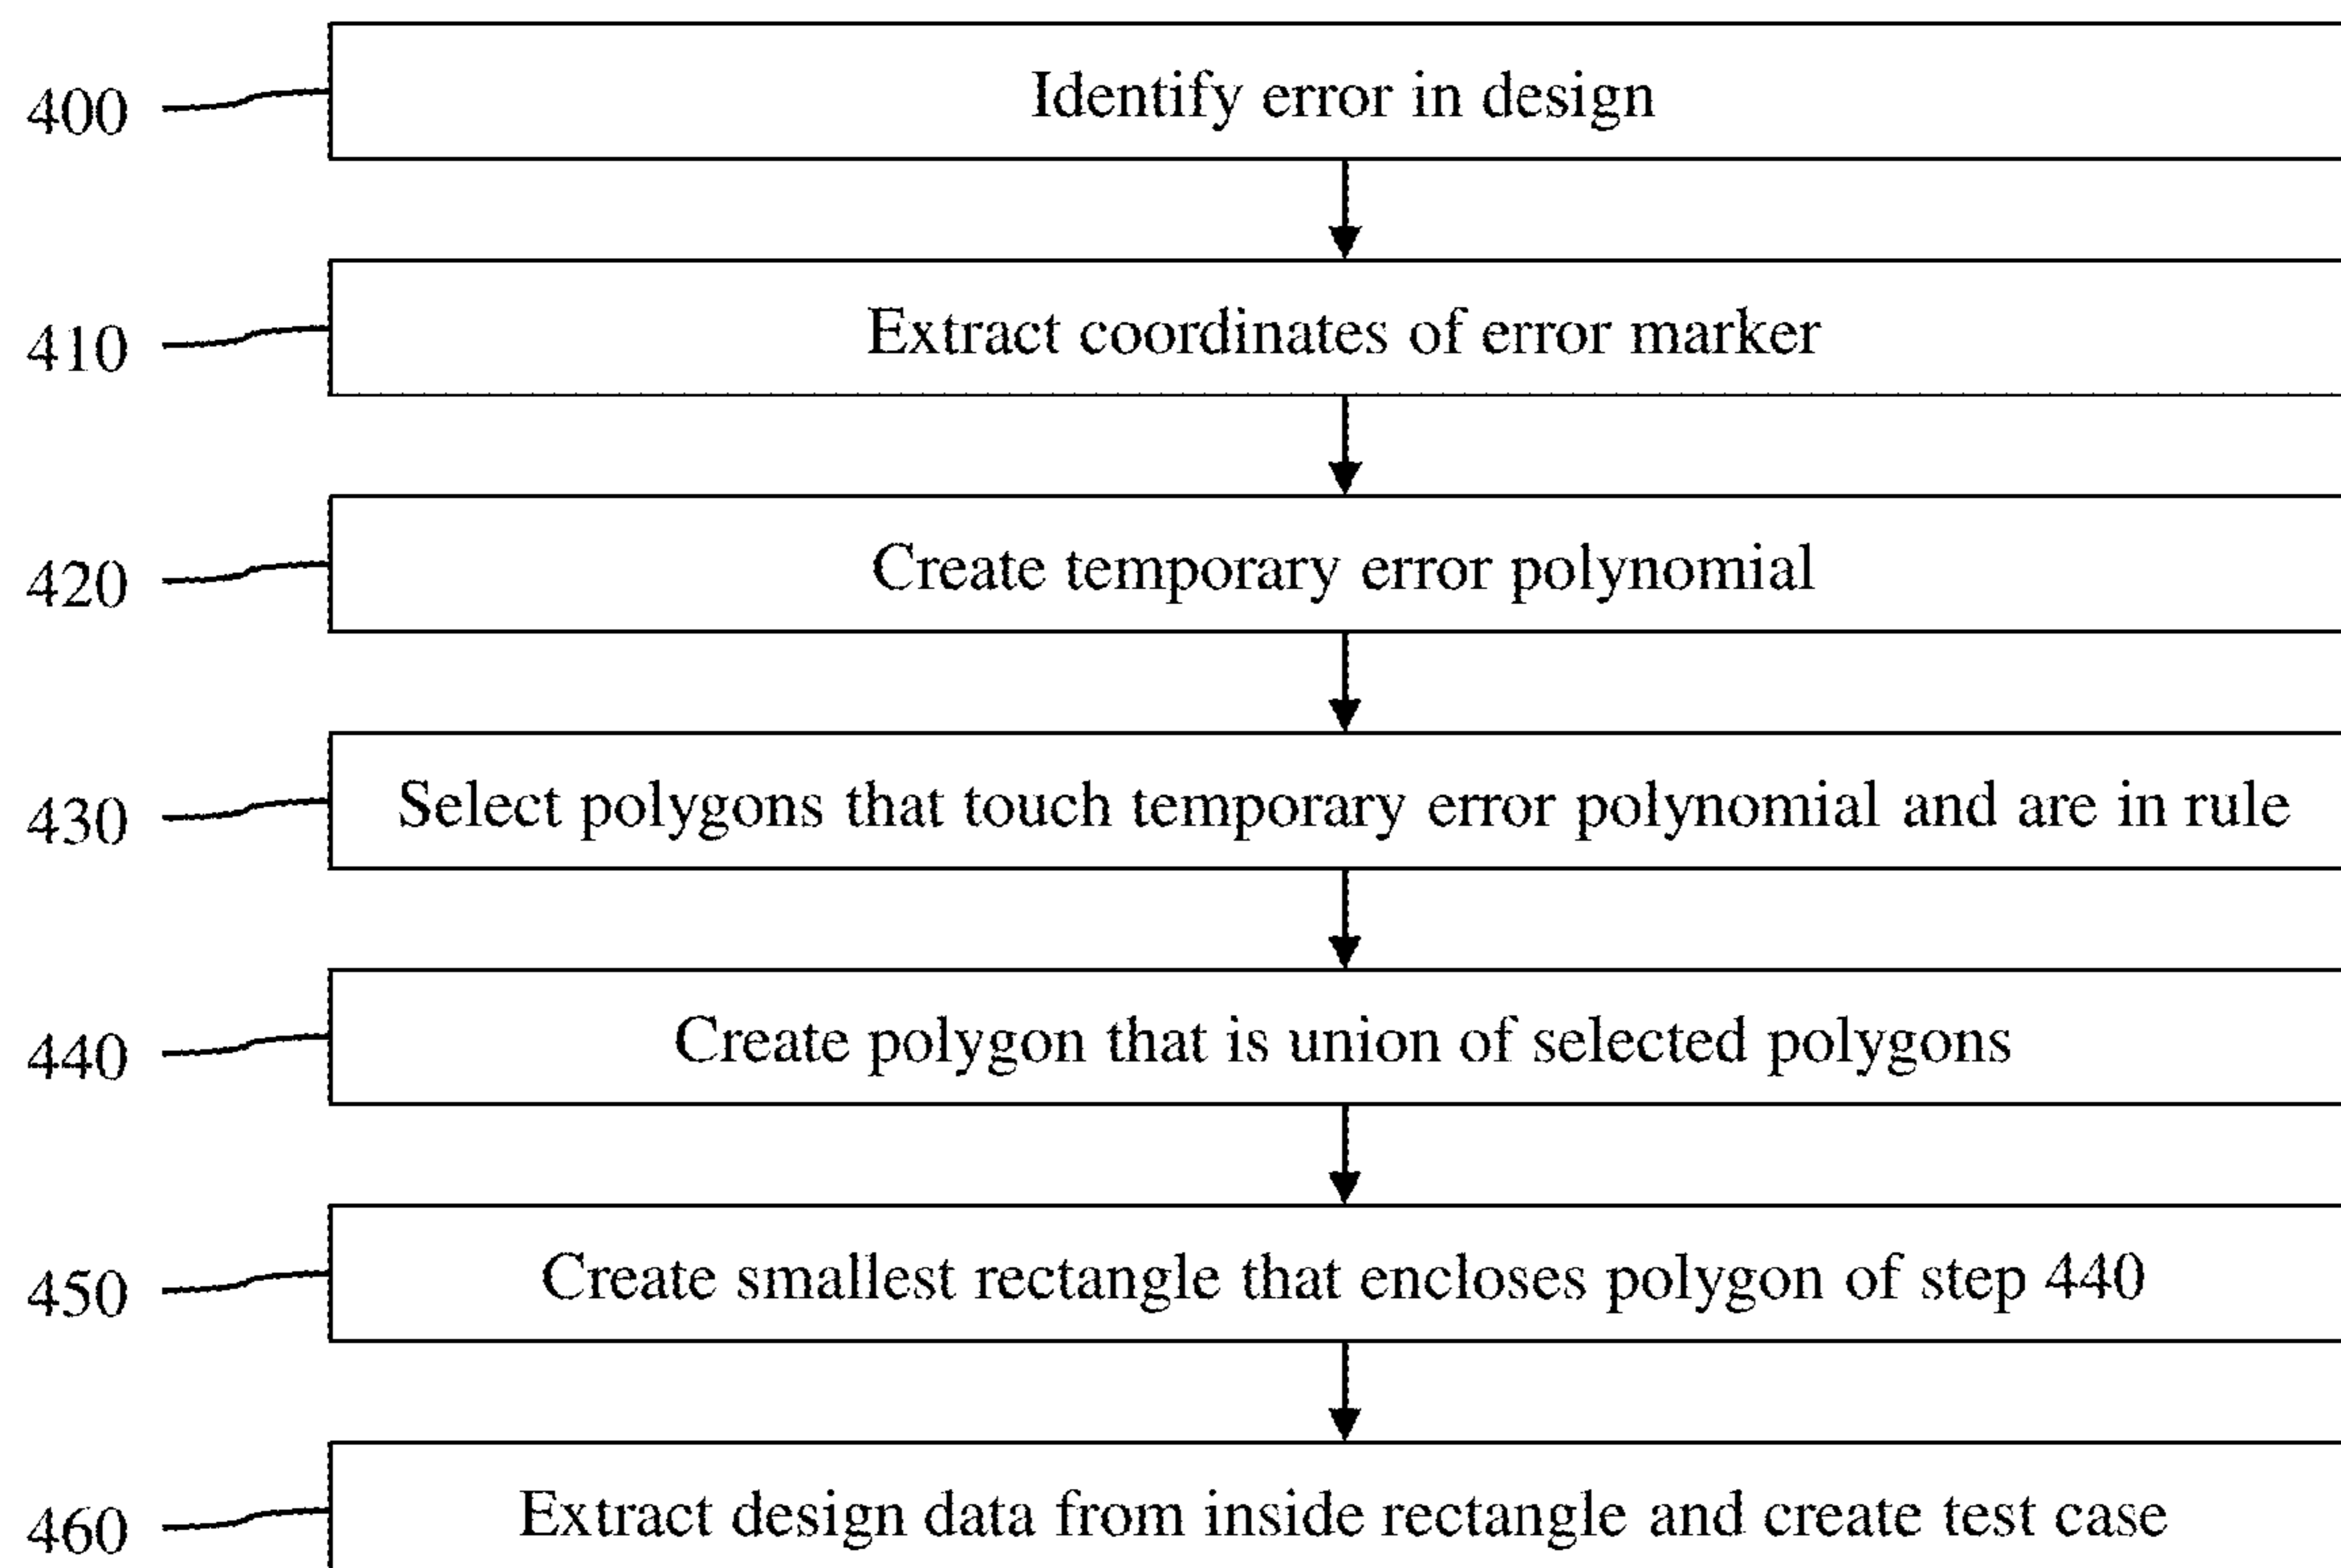 400 Identify error in design
410 Extract coordinates of error marker
420 Create temporary error polynomial
430 Select polygons that touch temporary error polynomial and are in rule
440 Create polygon that is union of selected polygons
450 Create smallest rectangle that encloses polygon of step 440
460 Extract design data from inside rectangle and create test case